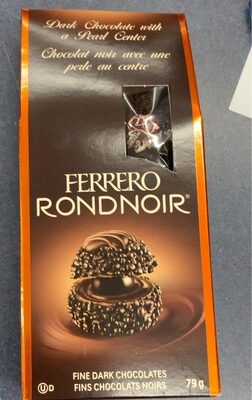 Dark Chocolate with
a Pearl Center
Chocolat noir avec une
perle au centre
FERRERO
RONDNOIR®
FINE DARK CHOCOLATES
FINS CHOCOLATS NOIRS
79 g
U D